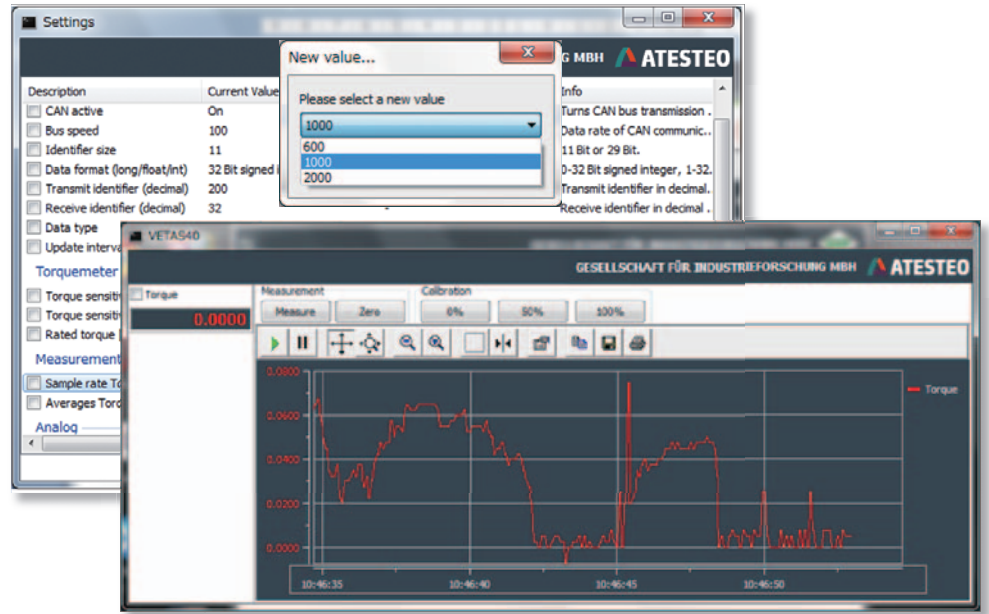 Settings
G MBH ATESTEO
New value...
Please select a new value
1000
600
1000
2000
Description Current Value Info
CAN active On Turns CAN bus transmission .
Bus speed 100 Data rate of CAN communic..
Identifier size 11 11 Bit or 29 Bit.
Data format (long/float/int) 32 Bit signed i 0-32 Bit signed integer, 1-32.
Transmit identifier (decimal) 200 Transmit identifier in decimal.
Receive identifier (decimal) 32 - Receive identifier in decimal .
Data type
Update interva
Torquemeter
Torque sensiti
Torque sensiti
Rated torque
Measurement
Sample rate To
Averages Torq
Analog
VETAS40
GESELLSCHAFT FÜR INDUSTRIEFORSCHUNG MBH ATESTEO
Torque
0.0000
Measurement Calibration
Measure Zero 0% 50% 100%
0.0800
0.0600
0.0400
0.0200
0.0000
Torque
10:46:35 10:46:40 10:46:45 10:46:50